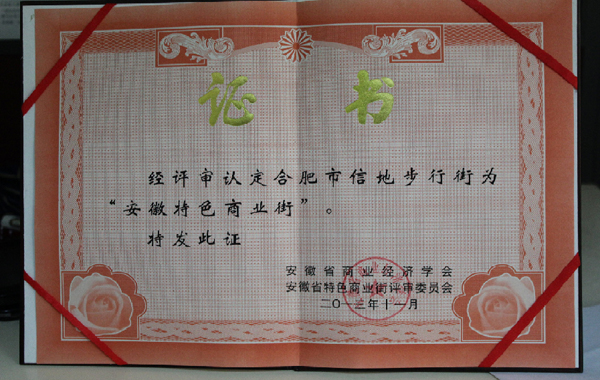 证 书
经评审认定合肥市信地步行街为
“安徽特色商业街”。
特发此证
安徽省商业经济学会
安徽省特色商业街评审委员会
二〇一三年十一月